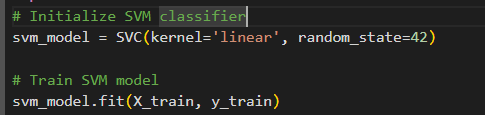 # Initialize SVM classifier
svm_model = SVC(kernel='linear', random_state=42)
# Train SVM model
svm_model.fit(X_train, y_train)